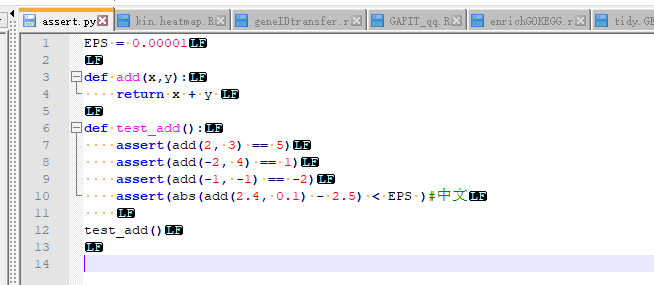 assert.py kin.heatmap.R geneIDtransfer.r GAPIT_qq.R enrichGOKEGG.r tidy.GE
1 EPS = 0.00001LF
2 LF
3 def add(x,y):LF
4 return x + y LF
5 LF
6 def test_add():LF
7 assert(add(2, 3) == 5)LF
8 assert(add(-2, 4) == 1)LF
9 assert(add(-1, -1) == -2)LF
10 assert(abs(add(2.4, 0.1) - 2.5) < EPS )#中文LF
11 LF
12 test_add()LF
13 LF
14